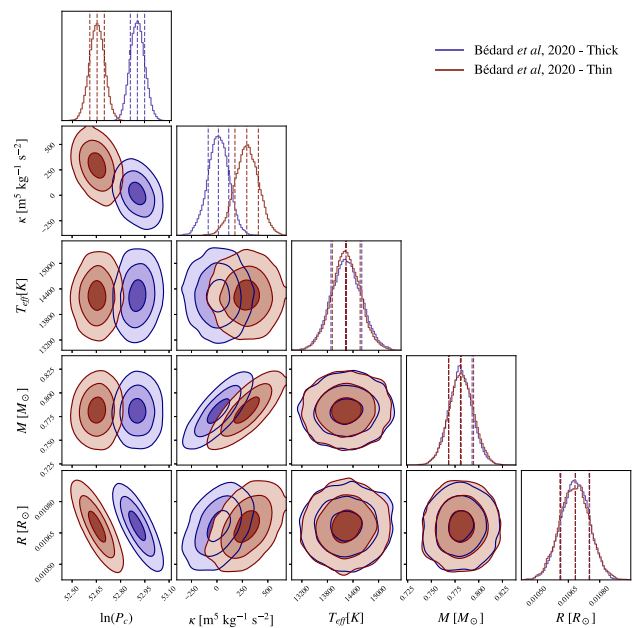 Bédard et al, 2020 - Thick
Bédard et al, 2020 - Thin
κ [m⁵ kg⁻¹ s⁻²]
500
250
0
−250
T_eff[K]
15000
14400
13800
13200
M [M_⊙]
0.825
0.800
0.775
0.750
0.725
R [R_⊙]
0.01080
0.01065
0.01050
52.50 52.65 52.80 52.95 53.10
−250 0 250 500
13200 13800 14400 15000
0.725 0.750 0.775 0.800 0.825
0.01050 0.01065 0.01080
ln(P_c) κ [m⁵ kg⁻¹ s⁻²] T_eff[K] M [M_⊙] R [R_⊙]